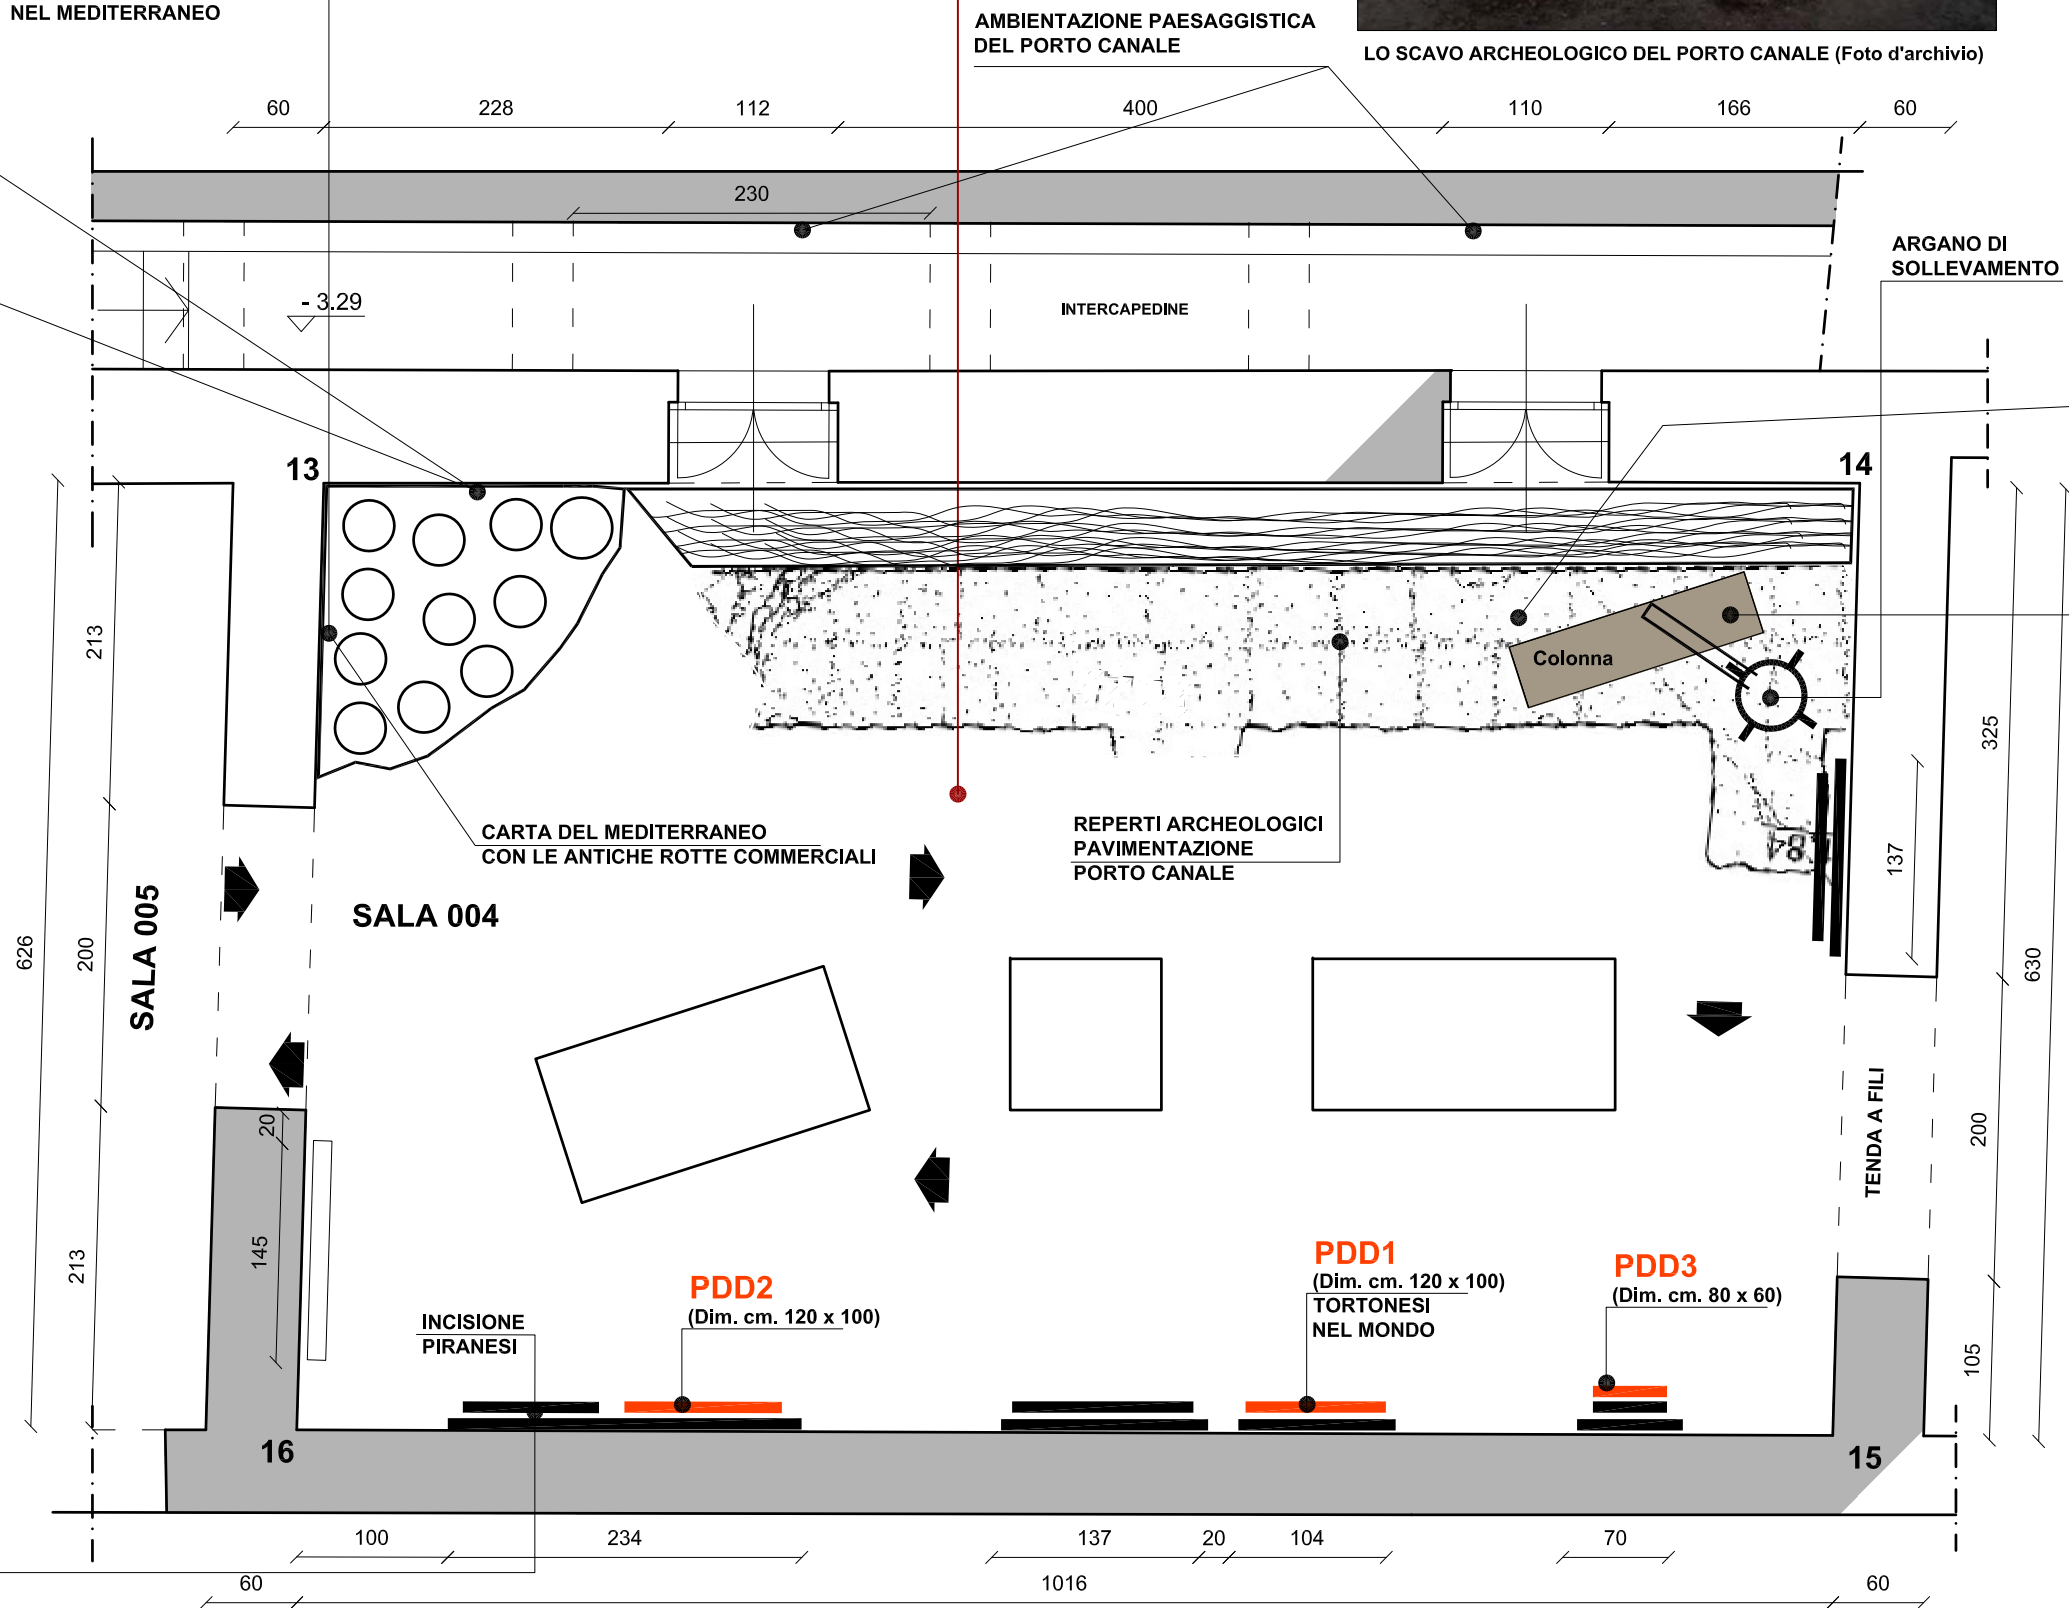 NEL MEDITERRANEO
AMBIENTAZIONE PAESAGGISTICA
DEL PORTO CANALE
LO SCAVO ARCHEOLOGICO DEL PORTO CANALE (Foto d'archivio)
60
228
112
400
110
166
60
230
ARGANO DI
SOLLEVAMENTO
- 3.29
INTERCAPEDINE
13
14
Colonna
213
325
CARTA DEL MEDITERRANEO
CON LE ANTICHE ROTTE COMMERCIALI
REPERTI ARCHEOLOGICI
PAVIMENTAZIONE
PORTO CANALE
84
137
SALA 005
SALA 004
626
200
630
20
TENDA A FILI
200
145
213
PDD2
(Dim. cm. 120 x 100)
PDD1
(Dim. cm. 120 x 100)
TORTONESI
NEL MONDO
PDD3
(Dim. cm. 80 x 60)
INCISIONE
PIRANESI
105
16
15
100
234
137
20
104
70
60
1016
60